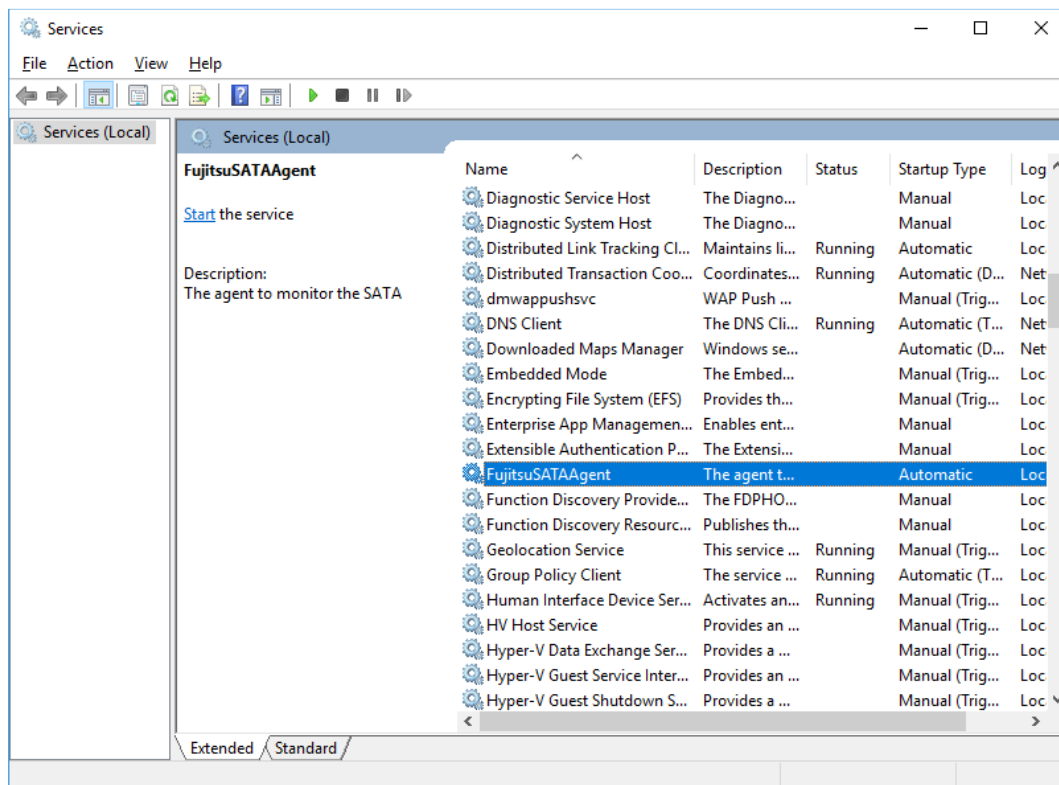 Services
File Action View Help
Services (Local)
Services (Local)
FujitsuSATAAgent
Start the service
Description:
The agent to monitor the SATA
Name Description Status Startup Type Log
Diagnostic Service Host The Diagno... Manual Loc
Diagnostic System Host The Diagno... Manual Loc
Distributed Link Tracking Cl... Maintains li... Running Automatic Loc
Distributed Transaction Coo... Coordinates... Running Automatic (D... Net
dmwappushsvc WAP Push ... Manual (Trig... Loc
DNS Client The DNS Cli... Running Automatic (T... Net
Downloaded Maps Manager Windows se... Automatic (D... Net
Embedded Mode The Embed... Manual (Trig... Loc
Encrypting File System (EFS) Provides th... Manual (Trig... Loc
Enterprise App Managemen... Enables ent... Manual Loc
Extensible Authentication P... The Extensi... Manual Loc
FujitsuSATAAgent The agent t... Automatic Loc
Function Discovery Provide... The FDPHO... Manual Loc
Function Discovery Resourc... Publishes th... Manual Loc
Geolocation Service This service ... Running Manual (Trig... Loc
Group Policy Client The service ... Running Automatic (T... Loc
Human Interface Device Ser... Activates an... Running Manual (Trig... Loc
HV Host Service Provides an ... Manual (Trig... Loc
Hyper-V Data Exchange Ser... Provides a ... Manual (Trig... Loc
Hyper-V Guest Service Inter... Provides an ... Manual (Trig... Loc
Hyper-V Guest Shutdown S... Provides a ... Manual (Trig... Loc
Extended Standard